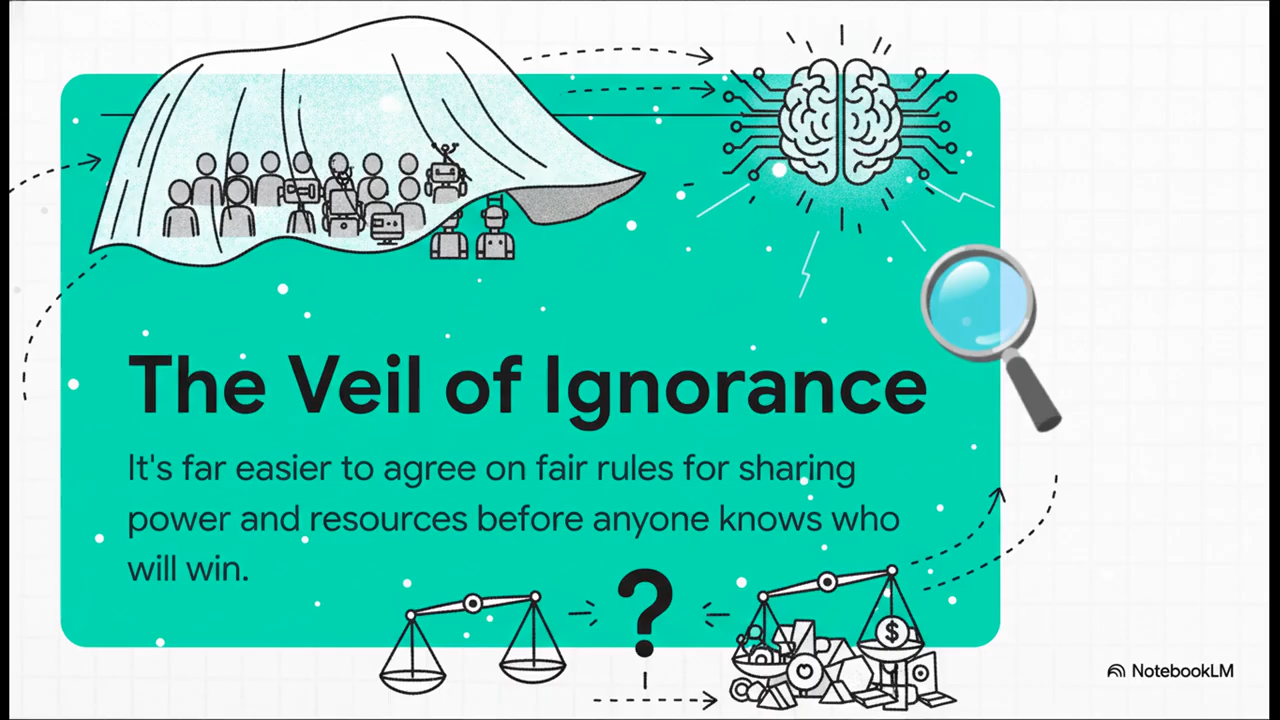 The Veil of Ignorance
It's far easier to agree on fair rules for sharing
power and resources before anyone knows who
will win.
?
$
NotebookLM